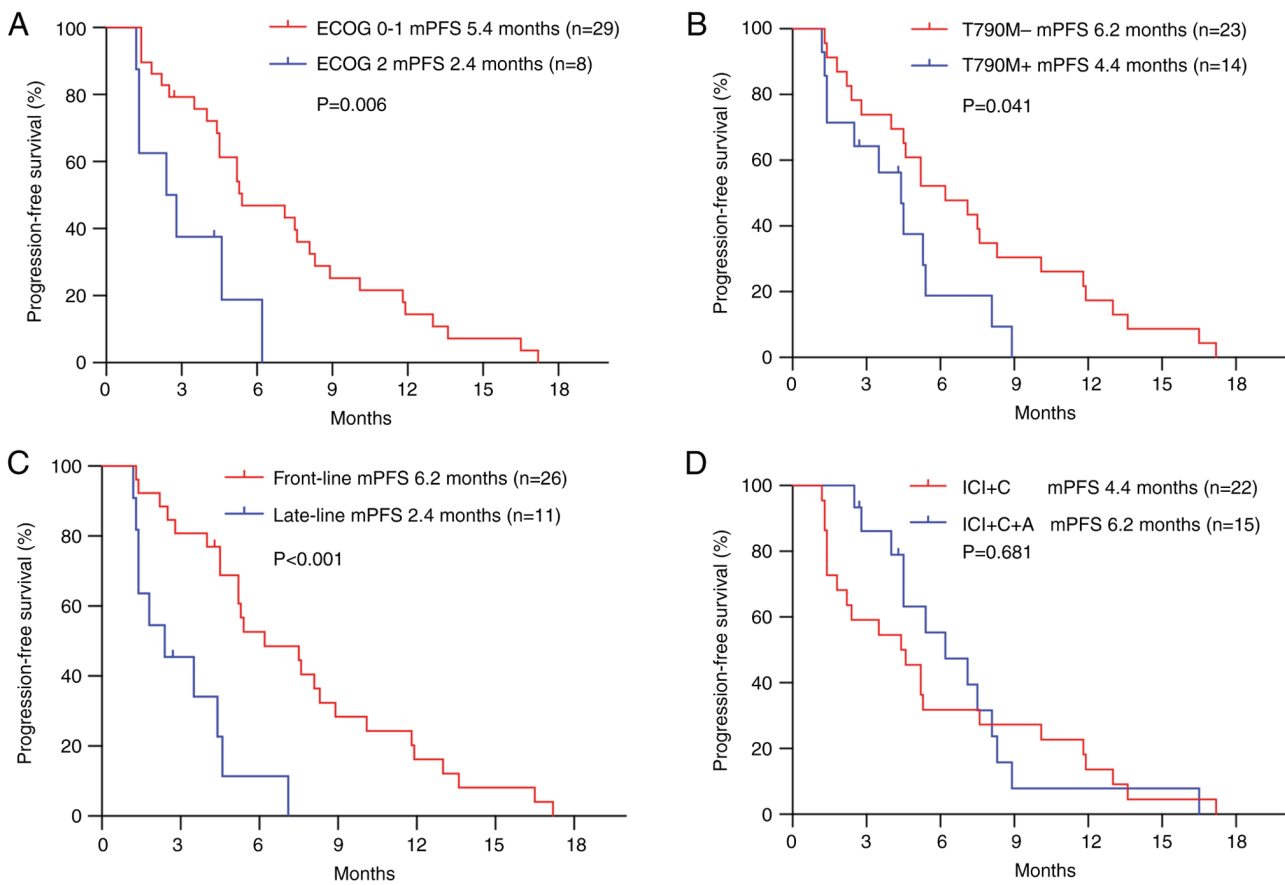 A
ECOG 0-1 mPFS 5.4 months (n=29)
ECOG 2 mPFS 2.4 months (n=8)
P=0.006
Progression-free survival (%)
100
80
60
40
20
0
0 3 6 9 12 15 18
Months
B
T790M– mPFS 6.2 months (n=23)
T790M+ mPFS 4.4 months (n=14)
P=0.041
Progression-free survival (%)
100
80
60
40
20
0
0 3 6 9 12 15 18
Months
C
Front-line mPFS 6.2 months (n=26)
Late-line mPFS 2.4 months (n=11)
P<0.001
Progression-free survival (%)
100
80
60
40
20
0
0 3 6 9 12 15 18
Months
D
ICI+C mPFS 4.4 months (n=22)
ICI+C+A mPFS 6.2 months (n=15)
P=0.681
Progression-free survival (%)
100
80
60
40
20
0
0 3 6 9 12 15 18
Months